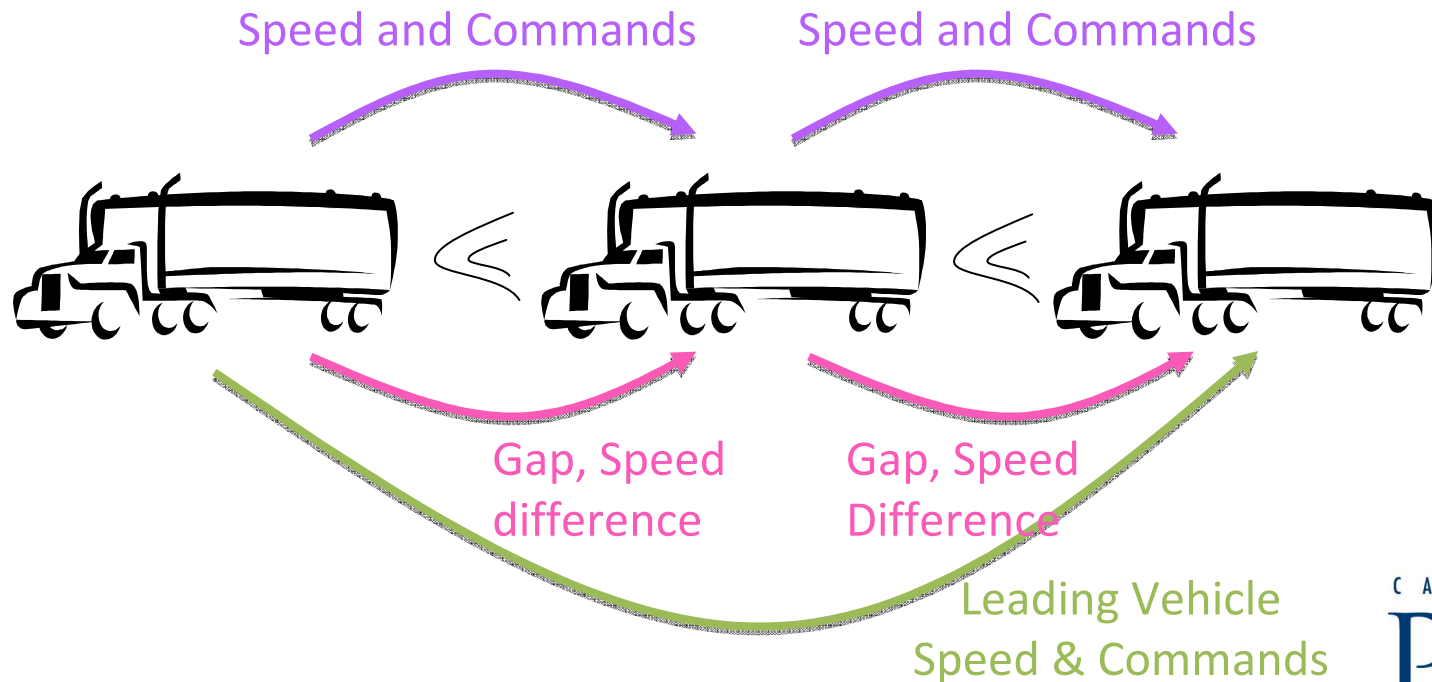 Speed and Commands
Speed and Commands
Gap, Speed
difference
Gap, Speed
Difference
Leading Vehicle
Speed & Commands
C A
P